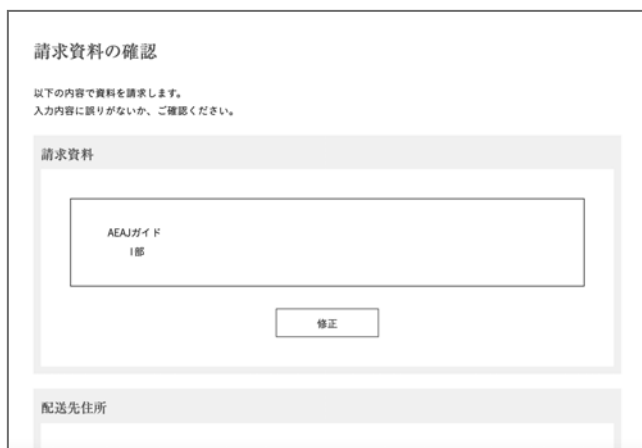 請求資料の確認
以下の内容で資料を請求します。
入力内容に誤りがないか、ご確認ください。
請求資料
AEAJガイド
1部
修正
配送先住所